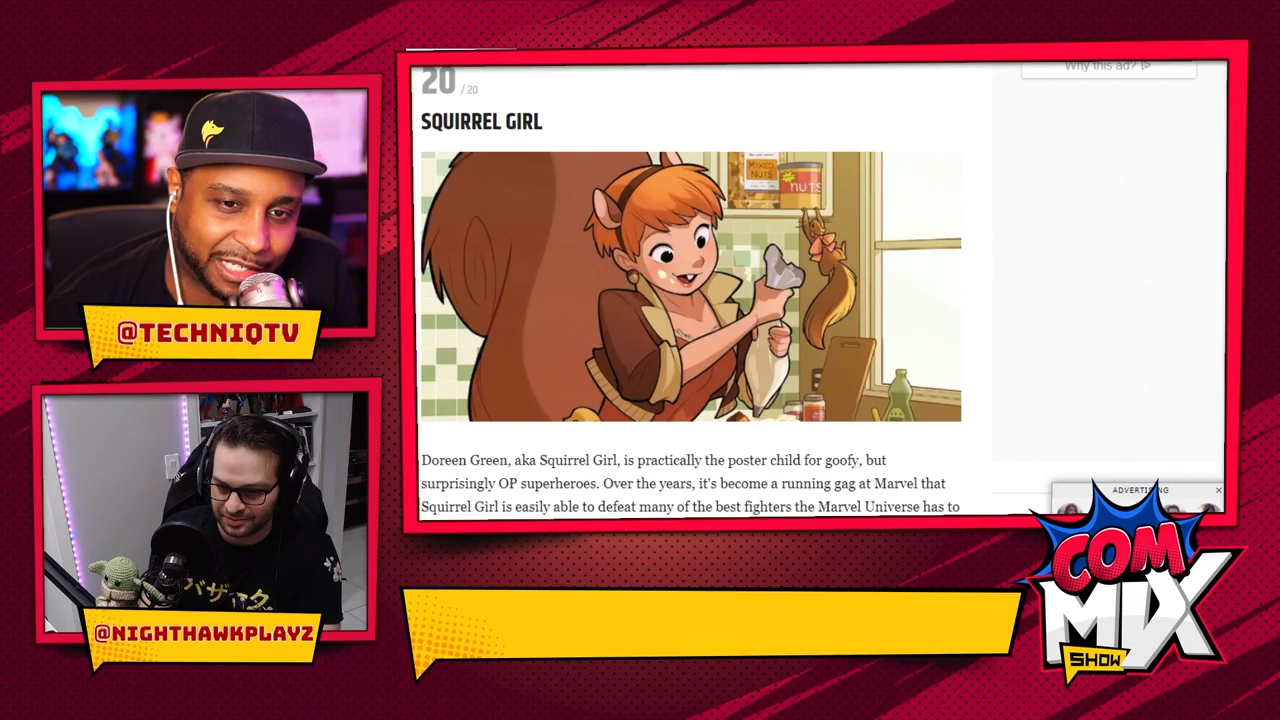 Why this ad?
20 / 20
SQUIRREL GIRL
MIXED
NUTS
NUTS
@TECHNIQTV
Doreen Green, aka Squirrel Girl, is practically the poster child for goofy, but
surprisingly OP superheroes. Over the years, it's become a running gag at Marvel that
Squirrel Girl is easily able to defeat many of the best fighters the Marvel Universe has to
ADVERTISING
バザーク
@NIGHTHAWKPLAYZ
COM
MIX
SHOW